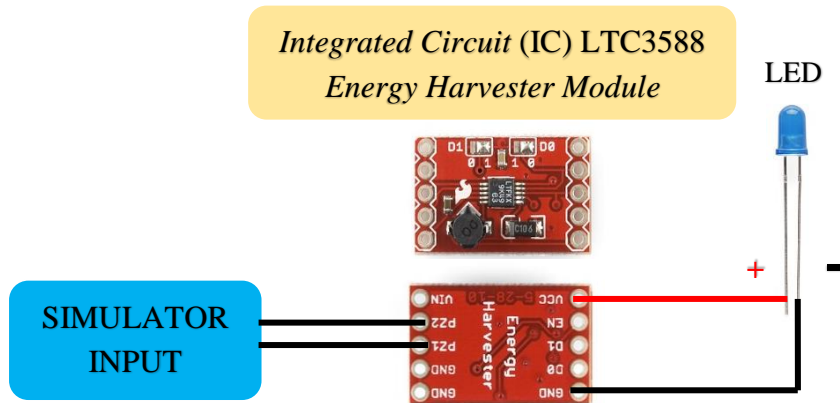 Integrated Circuit (IC) LTC3588
Energy Harvester Module
LED
D1 D0
0 1 1 0
C106
+
SIMULATOR
INPUT
VIN
PZ2
PZ1
GND
GND
Energy
Harvester
VCC
EN
D1
D0
GND